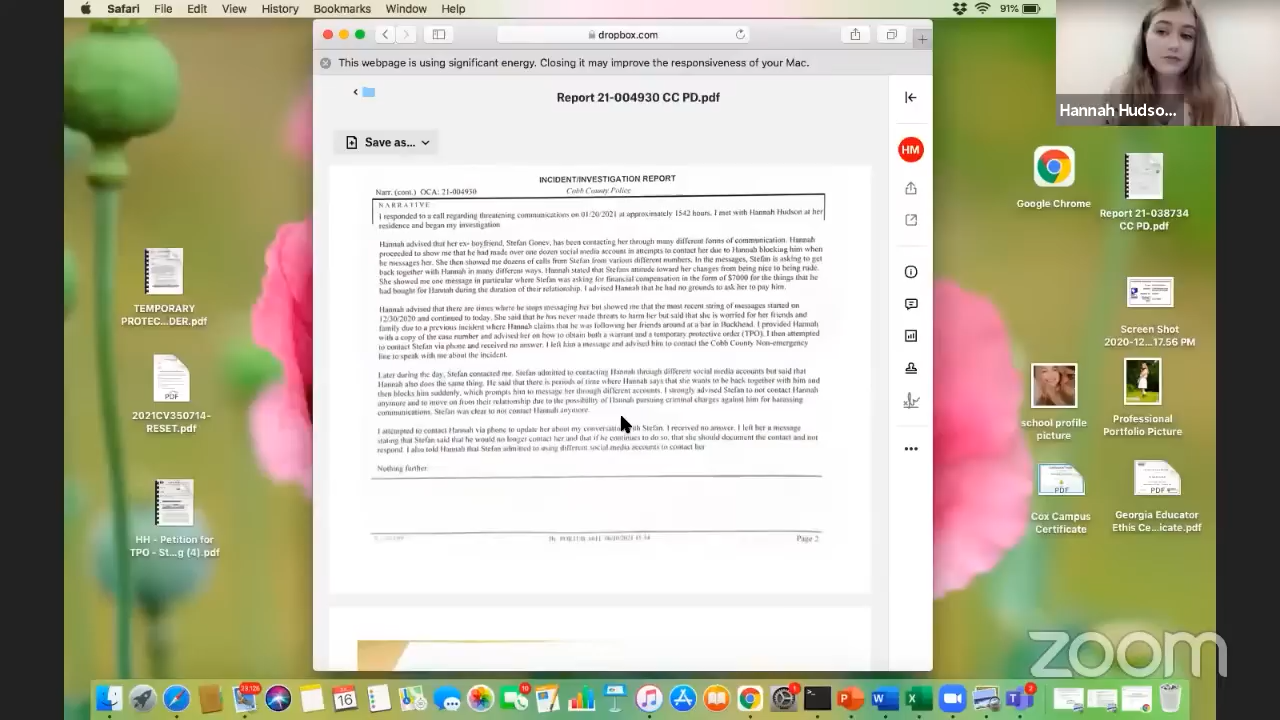 Safari File Edit View History Bookmarks Window Help
91%
dropbox.com
This webpage is using significant energy. Closing it may improve the responsiveness of your Mac.
Report 21-004930 CC PD.pdf
Save as...
HM
INCIDENT/INVESTIGATION REPORT
Narr. (cont.) OCA: 21-004930
Cobb County Police
NARRATIVE
I responded to a call regarding threatening communications on 01/20/2021 at approximately 1542 hours. I met with Hannah Hudson at her
residence and began my investigation
Hannah advised that her ex- boyfriend, Stefan Gonev, has been contacting her through many different forms of communication. Hannah
proceeded to show me that he had made over one dozen social media account in attempts to contact her due to Hannah blocking him when
he messages her. She then showed me dozens of calls from Stefan from various different numbers. In the messages, Stefan is asking to get
back together with Hannah in many different ways. Hannah stated that Stefans attitude toward her changes from being nice to being rude.
She showed me one message in particular where Stefan was asking for financial compensation in the form of $7000 for the things that he
had bought for Hannah during the duration of their relationship. I advised Hannah that he had no grounds to ask her to pay him.
Hannah advised that there are times where he stops messaging her but showed me that the most recent string of messages started on
12/30/2020 and continued to today. She said that he has never made threats to harm her but said that she is worried for her friends and
family due to a previous incident where Hannah claims that he was following her friends around at a bar in Buckhead. I provided Hannah
with a copy of the case number and advised her on how to obtain both a warrant and a temporary protective order (TPO). I then attempted
to contact Stefan via phone and received no answer. I left him a message and advised him to contact the Cobb County Non-emergency
line to speak with me about the incident.
Later during the day, Stefan contacted me. Stefan admitted to contacting Hannah through different social media accounts but said that
Hannah also does the same thing. He said that there is periods of time where Hannah says that she wants to be back together with him and
then blocks him suddenly, which prompts him to message her through different accounts. I strongly advised Stefan to not contact Hannah
anymore and to move on from their relationship due to the possibility of Hannah pursuing criminal charges against him for harassing
communications. Stefan was clear to not contact Hannah anymore.
I attempted to contact Hannah via phone to update her about my conversation Stefan. I received no answer. I left her a message
stating that Stefan said that he would no longer contact her and that if he continues to do so, that she should document the contact and not
respond. I also told Hannah that Stefan admitted to using different social media accounts to contact her
Nothing further.
Page 2
Hannah Hudso...
Google Chrome
Report 21-038734
CC PD.pdf
Screen Shot
2020-12...17.56 PM
school profile
picture
Professional
Portfolio Picture
PDF
Cox Campus
Certificate
PDF
Georgia Educator
Ethis Ce...icate.pdf
TEMPORARY
PROTEC...DER.pdf
PDF
2021CV350714-
RESET.pdf
HH - Petition for
TPO - St...g (4).pdf
zoom